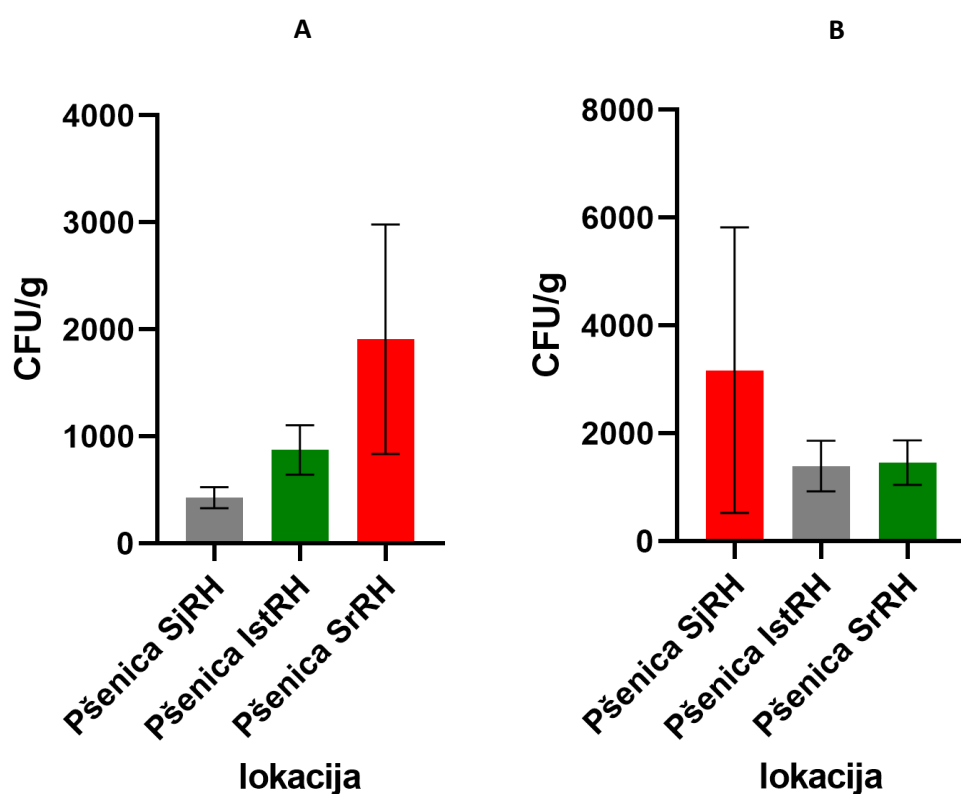 A
CFU/g
4000
3000
2000
1000
0
Pšenica SjRH
Pšenica IstRH
Pšenica SrRH
lokacija
B
CFU/g
8000
6000
4000
2000
0
Pšenica SjRH
Pšenica IstRH
Pšenica SrRH
lokacija